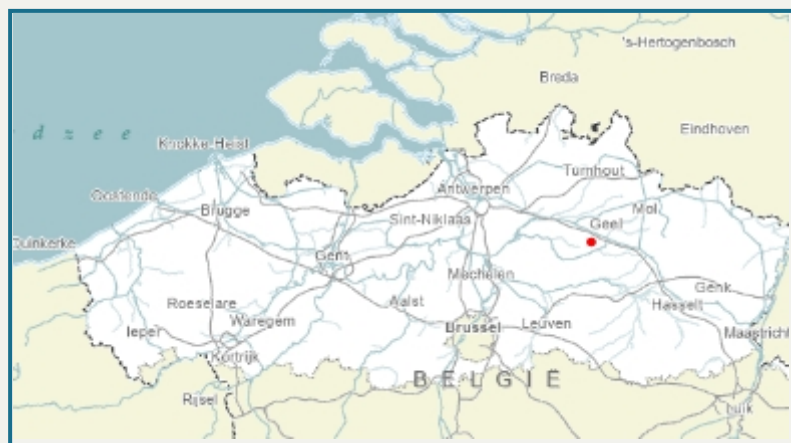 's-Hertogenbosch
Breda
dzee
Eindhoven
Knokke-Heist
Turnhout
Antwerpen
Oostende
Mol
Brugge
Sint-Niklaas
Geel
Duinkerke
Gent
Mechelen
Genk
Roeselare
Aalst
Hasselt
Waregem
Brussel
Leuven
Ieper
Maastricht
Kortrijk
BELGIË
Rijsel
Luik